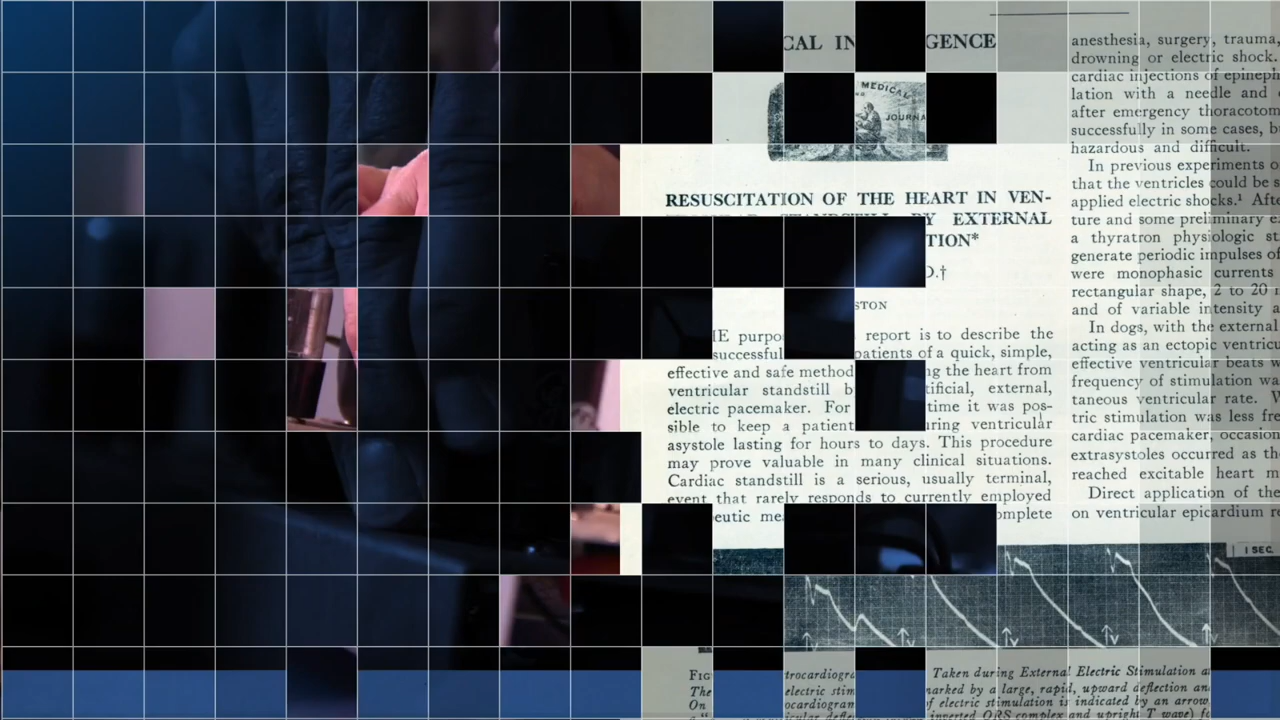 CAL IN GENCE
MEDICAL
JOURNA
RESUSCITATION OF THE HEART IN VEN-
BY EXTERNAL
TION*
D.†
STON
purpo report is to describe the
successful patients of a quick, simple,
effective and safe method ng the heart from
ventricular standstill b tificial, external,
electric pacemaker. For time it was pos-
sible to keep a patient uring ventricular
asystole lasting for hours to days. This procedure
may prove valuable in many clinical situations.
Cardiac standstill is a serious, usually terminal,
event that rarely responds to currently employed
peutic mea omplete
anesthesia, surgery, trauma,
drowning or electric shock.
cardiac injections of epineph
lation with a needle and
after emergency thoracotom
successfully in some cases, b
hazardous and difficult.
In previous experiments o
that the ventricles could be s
applied electric shocks.¹ Afte
ture and some preliminary e
a thyratron physiologic st
generate periodic impulses of
were monophasic currents
rectangular shape, 2 to 20 m
and of variable intensity a
In dogs, with the external
acting as an ectopic ventricu
effective ventricular beats w
frequency of stimulation wa
taneous ventricular rate. W
tric stimulation was less fre
cardiac pacemaker, occasion
extrasystoles occurred as the
reached excitable heart m
Direct application of the
on ventricular epicardium re
1 SEC.
FIG trocardiogra Taken during External Electric Stimulation a
The electric stim marked by a large, rapid, upward deflection an
On ocardiogram of electric stimulation is indicated by an arrow
inverted QRS complex and upright T wave) fo